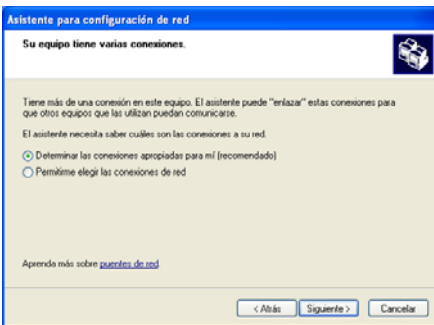 Asistente para configuración de red
Su equipo tiene varias conexiones.
Tiene más de una conexión en este equipo. El asistente puede "enlazar" estas conexiones para
que otros equipos que las utilizan puedan comunicarse.
El asistente necesita saber cuáles son las conexiones a su red.
Determinar las conexiones apropiadas para mí (recomendado)
Permitirme elegir las conexiones de red
Aprenda más sobre puentes de red.
< Atrás Siguiente > Cancelar